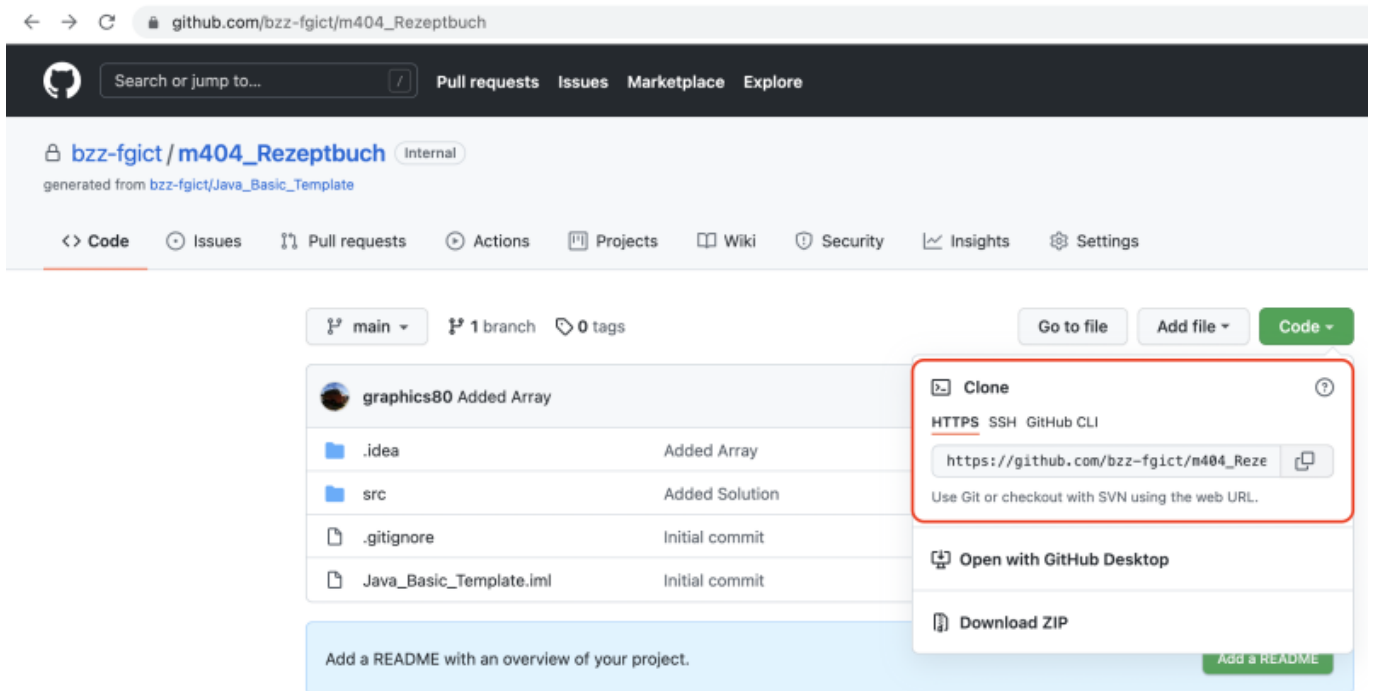 github.com/bzz-fgict/m404_Rezeptbuch
Search or jump to... /
Pull requests Issues Marketplace Explore
bzz-fgict / m404_Rezeptbuch Internal
generated from bzz-fgict/Java_Basic_Template
<> Code Issues Pull requests Actions Projects Wiki Security Insights Settings
main 1 branch 0 tags Go to file Add file Code
graphics80 Added Array
.idea Added Array
src Added Solution
.gitignore Initial commit
Java_Basic_Template.iml Initial commit
Clone
HTTPS SSH GitHub CLI
https://github.com/bzz-fgict/m404_Reze
Use Git or checkout with SVN using the web URL.
Open with GitHub Desktop
Download ZIP
Add a README with an overview of your project. Add a README